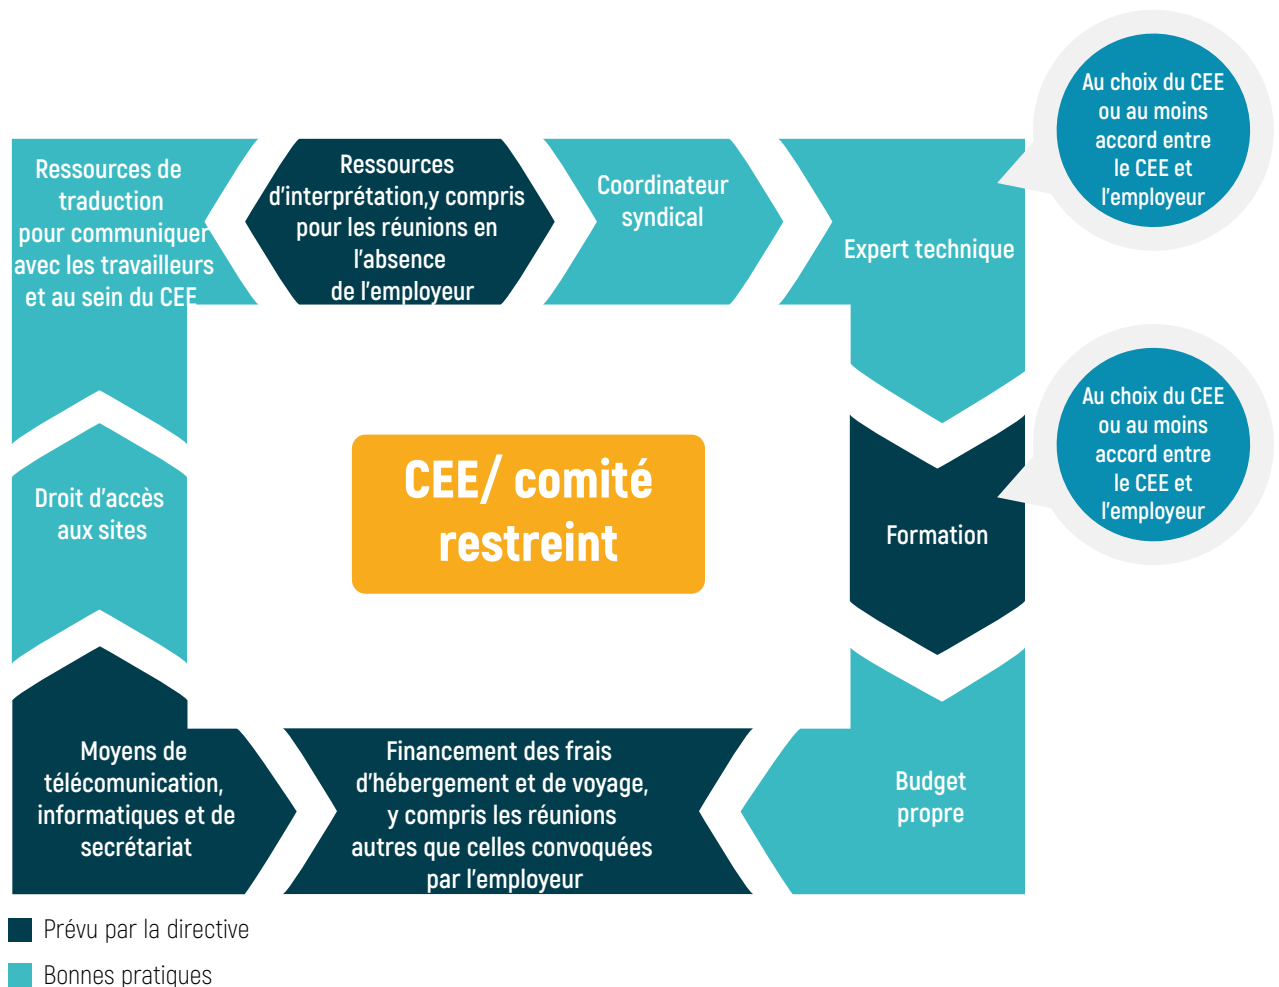 Au choix du CEE
ou au moins
accord entre
le CEE et
l'employeur
Ressources de
traduction
pour communiquer
avec les travailleurs
et au sein du CEE
Ressources
d'interprétation,y compris
pour les réunions en
l'absence
de l'employeur
Coordinateur
syndical
Expert technique
Au choix du CEE
ou au moins
accord entre
le CEE et
l'employeur
Droit d'accès
aux sites
CEE/ comité
restreint
Formation
Moyens de
télécomunication,
informatiques et de
secrétariat
Financement des frais
d'hébergement et de voyage,
y compris les réunions
autres que celles convoquées
par l'employeur
Budget
propre
Prévu par la directive
Bonnes pratiques